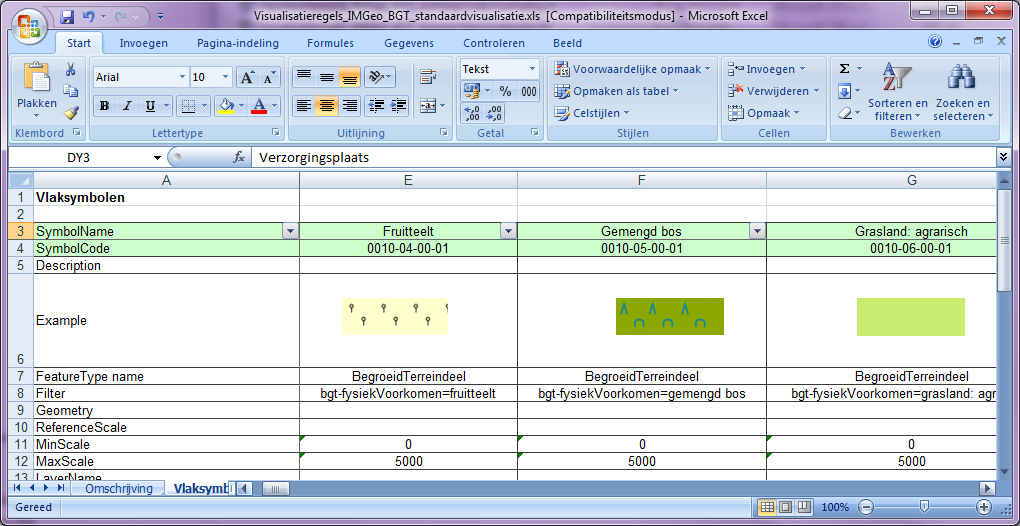 Visualisatieregels_IMGeo_BGT_standaardvisualisatie.xls [Compatibiliteitsmodus] - Microsoft Excel
Start Invoegen Pagina-indeling Formules Gegevens Controleren Beeld
Plakken
Klembord
Arial 10
B I U
Lettertype
Uitlijning
Tekst
% 000
Getal
Voorwaardelijke opmaak
Opmaken als tabel
Celstijlen
Stijlen
Invoegen
Verwijderen
Opmaak
Cellen
Σ
Sorteren en filteren
Zoeken en selecteren
Bewerken
DY3 fx Verzorgingsplaats
A E F G
1 Vlaksymbolen
2
3 SymbolName Fruitteelt Gemengd bos Grasland: agrarisch
4 SymbolCode 0010-04-00-01 0010-05-00-01 0010-06-00-01
5 Description
6 Example
7 FeatureType name BegroeidTerreindeel BegroeidTerreindeel BegroeidTerreindeel
8 Filter bgt-fysiekVoorkomen=fruitteelt bgt-fysiekVoorkomen=gemengd bos bgt-fysiekVoorkomen=grasland: agr
9 Geometry
10 ReferenceScale
11 MinScale 0 0 0
12 MaxScale 5000 5000 5000
13 LayerName
Omschrijving Vlaksymb
Gereed 100%